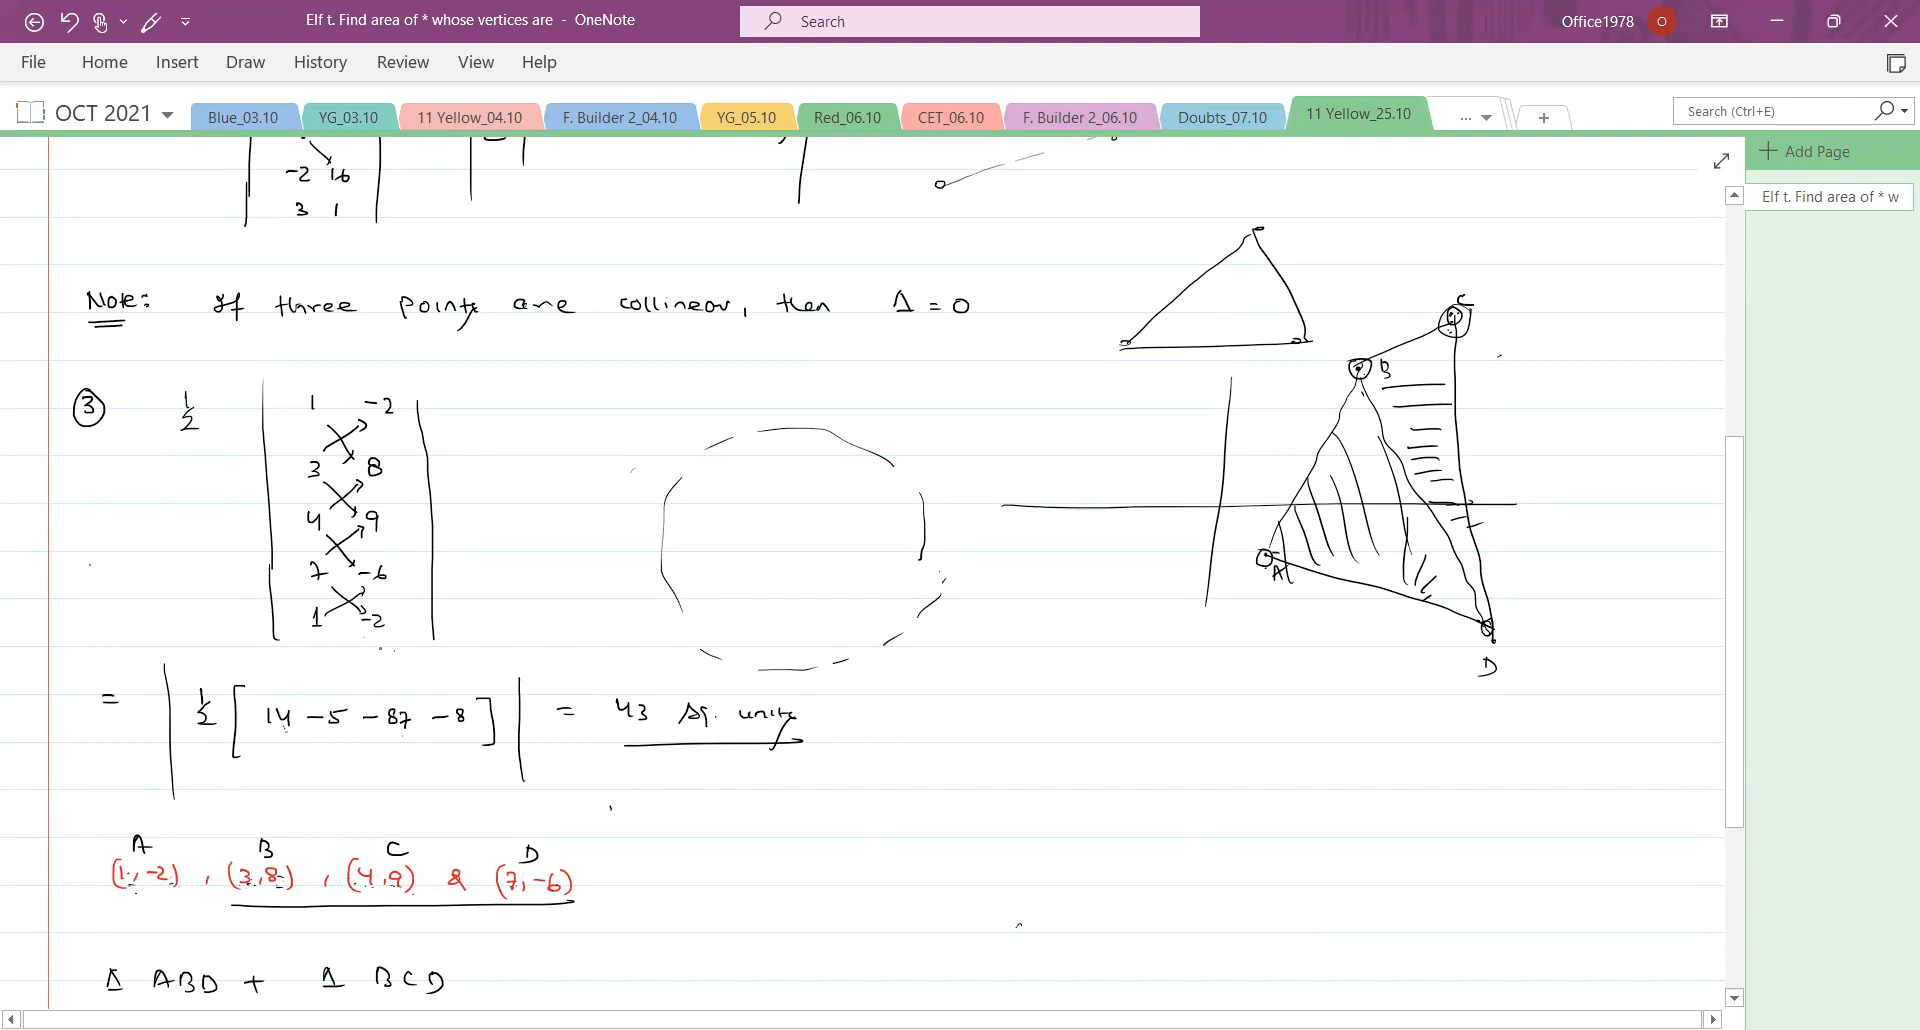 Elf t. Find area of * whose vertices are - OneNote
Search
Office1978
O
File Home Insert Draw History Review View Help
OCT 2021
Blue_03.10 YG_03.10 11 Yellow_04.10 F. Builder 2_04.10 YG_05.10 Red_06.10 CET_06.10 F. Builder 2_06.10 Doubts_07.10 11 Yellow_25.10 ... +
Search (Ctrl+E)
+ Add Page
Elf t. Find area of * w
-2 16
3 1
Note: If three points are collinear, then Δ = 0
③ 1/2
1 -2
3 8
4 9
7 -6
1 -2
C
B
A
D
= | 1/2 [ 14 - 5 - 87 - 8 ] | = 43 sq. units
A B C D
(1,-2) , (3,8) , (4,9) & (7,-6)
Δ ABD + Δ BCD